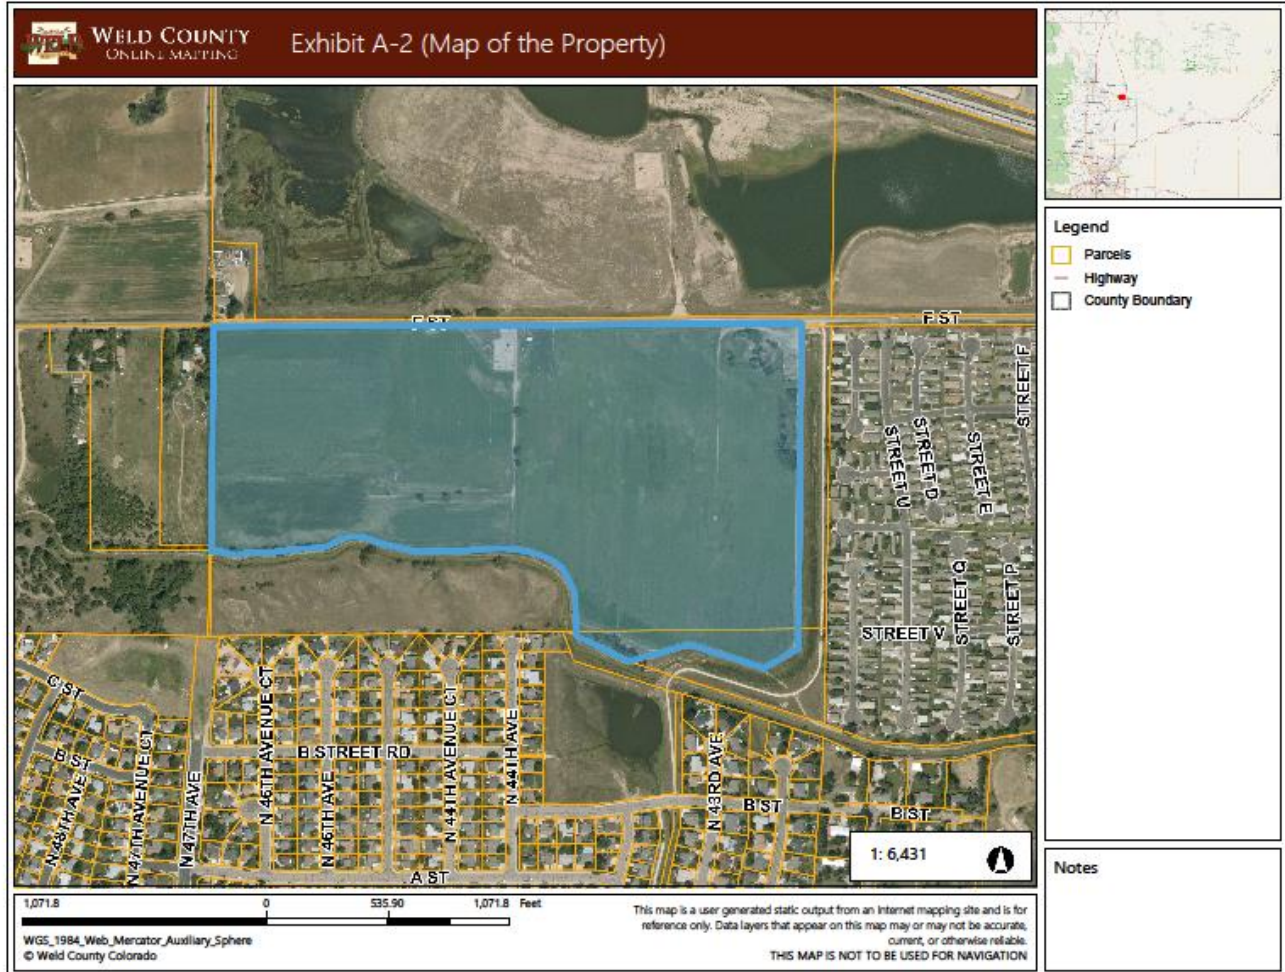 WELD
WELD COUNTY
ONLINE MAPPING
Exhibit A-2 (Map of the Property)
F ST
F ST
STREET F
STREET U
STREET D
STREET E
STREET Q
STREET P
STREET V
C ST
B ST
N 48TH AVE
N 47TH AVENUE CT
N 47TH AVE
N 46TH AVENUE CT
B STREET RD
N 46TH AVE
N 44TH AVENUE CT
N 44TH AVE
N 43RD AVE
B ST
B ST
A ST
1: 6,431
Legend
Parcels
Highway
County Boundary
Notes
1,071.8
0
535.90
1,071.8
Feet
WGS_1984_Web_Mercator_Auxiliary_Sphere
© Weld County Colorado
This map is a user generated static output from an Internet mapping site and is for
reference only. Data layers that appear on this map may or may not be accurate,
current, or otherwise reliable.
THIS MAP IS NOT TO BE USED FOR NAVIGATION